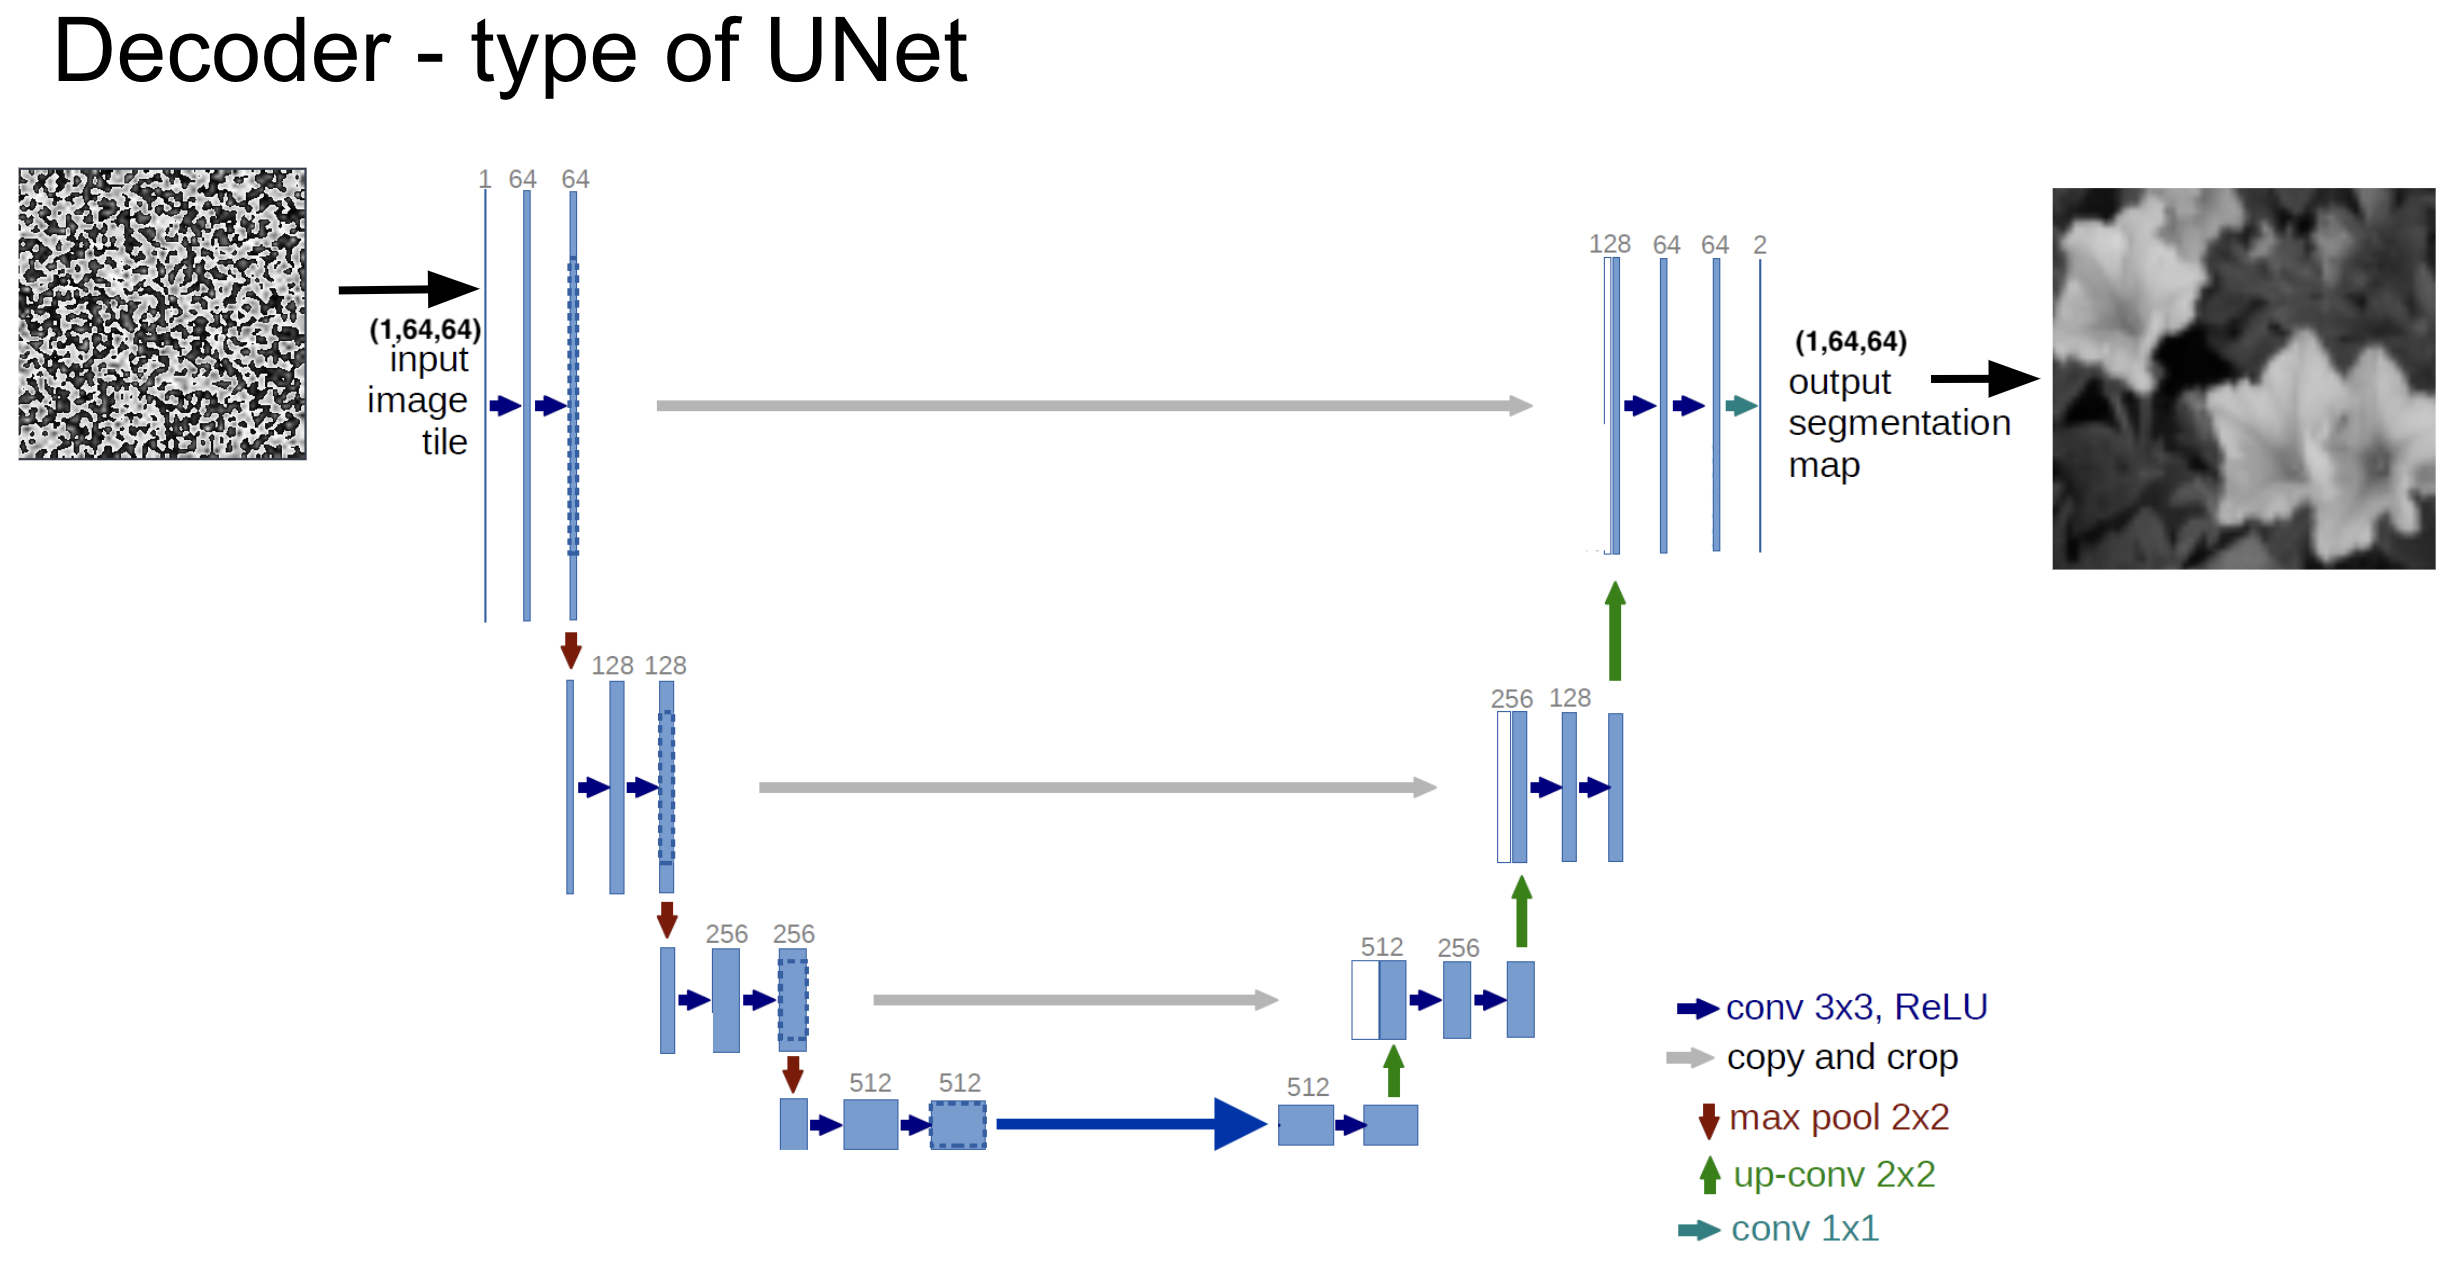 Decoder - type of UNet
1 64 64
(1,64,64)
input
image
tile
128 64 64 2
(1,64,64)
output
segmentation
map
128 128
256 128
256 256
512 256
512 512
512
conv 3x3, ReLU
copy and crop
max pool 2x2
up-conv 2x2
conv 1x1